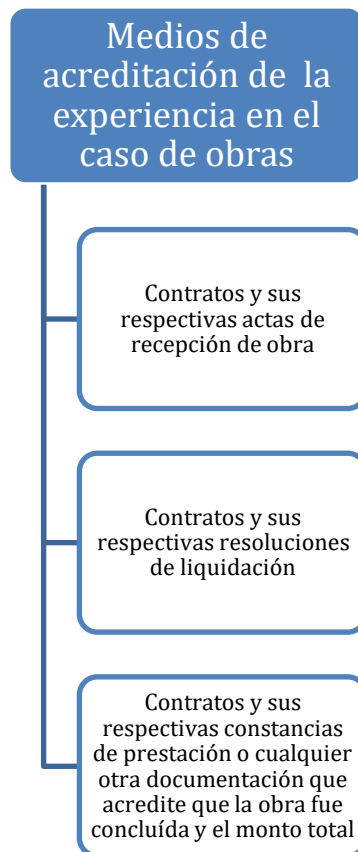 Medios de
acreditación de la
experiencia en el
caso de obras
Contratos y sus
respectivas actas de
recepción de obra
Contratos y sus
respectivas resoluciones
de liquidación
Contratos y sus
respectivas constancias
de prestación o cualquier
otra documentación que
acredite que la obra fue
concluída y el monto total